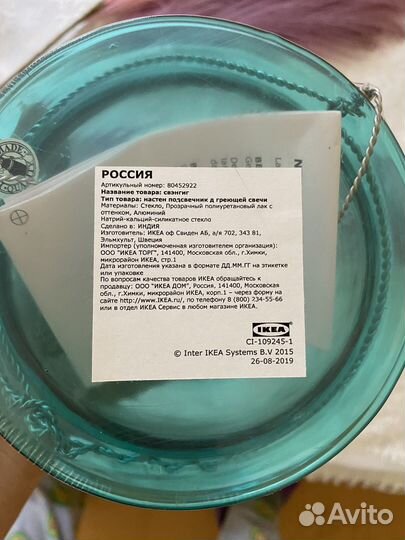 MADE
COLA
РОССИЯ
Артикульный номер: 80452922
Название товара: свэнгиг
Тип товара: настен подсвечник д греющей свечи
Материалы: Стекло, Прозрачный полиуретановый лак с
оттенком, Алюминий
Натрий-кальций-силикатное стекло
Сделано в: ИНДИЯ
Изготовитель: ИКЕА оф Свиден АБ, а/я 702, 343 81,
Эльмхульт, Швеция
Импортер (уполномоченная изготовителем организация):
ООО "ИКЕА ТОРГ", 141400, Московская обл., г.Химки,
микрорайон ИКЕА, стр.1
Дата изготовления указана в формате ДД.ММ.ГГ на этикетке
или упаковке
По вопросам качества товаров ИКЕА обращайтесь к
продавцу: ООО "ИКЕА ДОМ", Россия, 141400, Московская
обл., г.Химки, микрорайон ИКЕА, корп.1 – через форму на
сайте http://www.IKEA.ru/, по телефону 8 (800) 234-55-66
или в отдел ИКЕА Сервис в любом магазине ИКЕА.
IKEA
CI-109245-1
© Inter IKEA Systems B.V 2015
26-08-2019
Avito